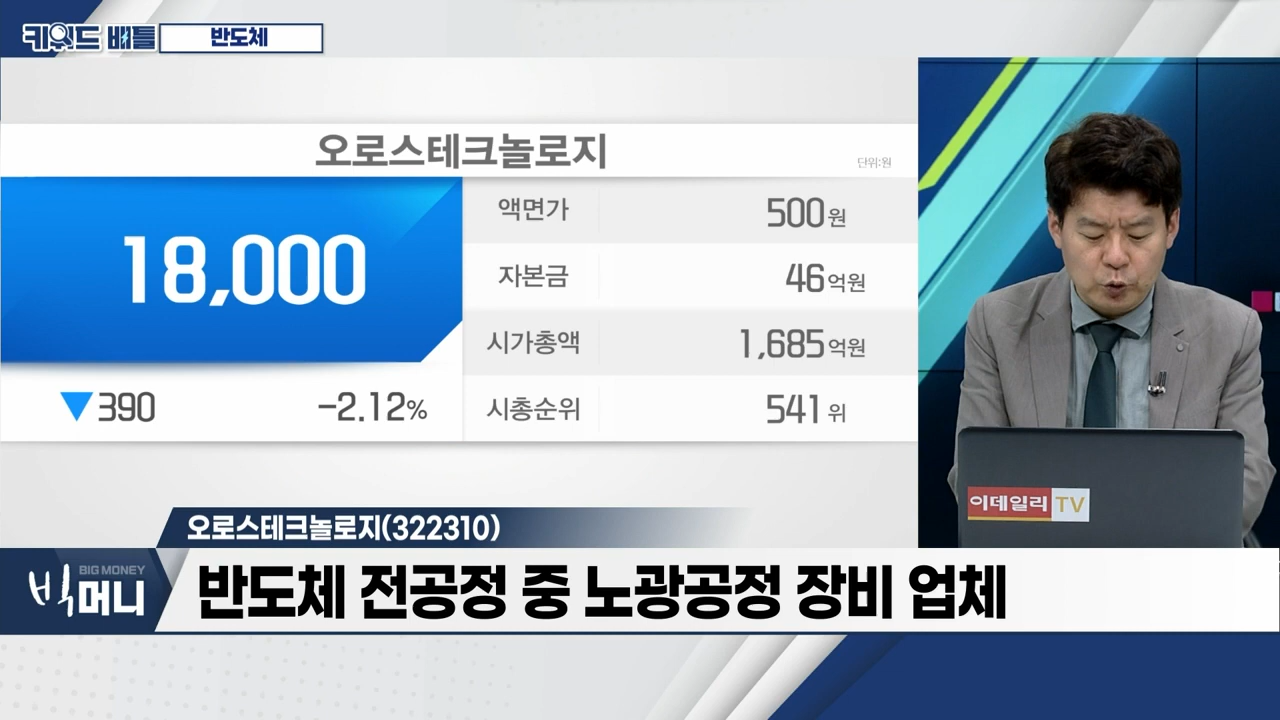 키워드 배틀
반도체
오로스테크놀로지
단위:원
18,000
▼390 -2.12%
액면가 500원
자본금 46억원
시가총액 1,685억원
시총순위 541위
이데일리TV
오로스테크놀로지(322310)
BIG MONEY
빅머니
반도체 전공정 중 노광공정 장비 업체